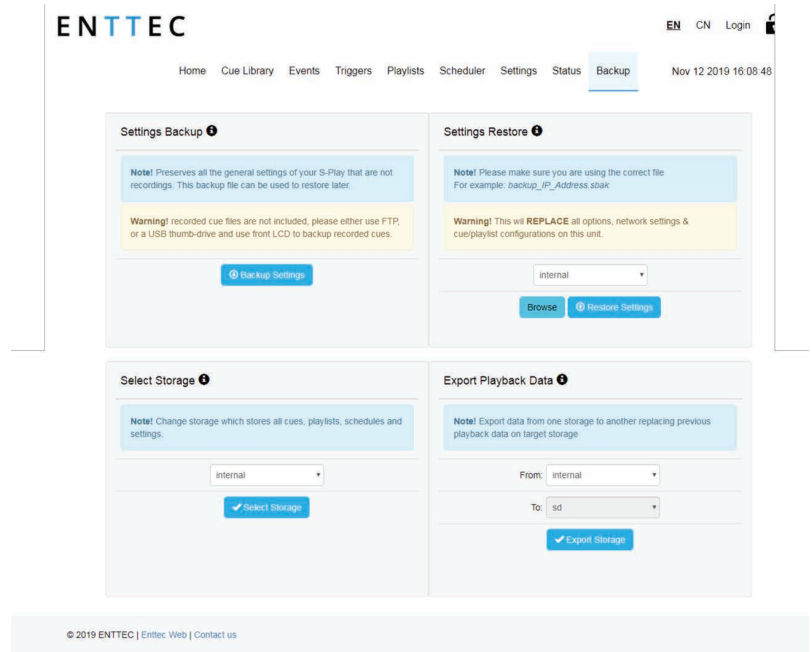 ENTTEC
EN CN Login
Home Cue Library Events Triggers Playlists Scheduler Settings Status Backup Nov 12 2019 16:08:48
Settings Backup
Note! Preserves all the general settings of your S-Play that are not
recordings. This backup file can be used to restore later.
Warning! recorded cue files are not included, please either use FTP,
or a USB thumb-drive and use front LCD to backup recorded cues.
Backup Settings
Settings Restore
Note! Please make sure you are using the correct file
For example: backup_IP_Address.sbak
Warning! This wil REPLACE all options, network settings &
cue/playlist configurations on this unit.
internal
Browse Restore Settings
Select Storage
Note! Change storage which stores all cues, playlists, schedules and
settings.
internal
Select Storage
Export Playback Data
Note! Export data from one storage to another replacing previous
playback data on target storage
From: internal
To: sd
Export Storage
© 2019 ENTTEC | Enttec Web | Contact us